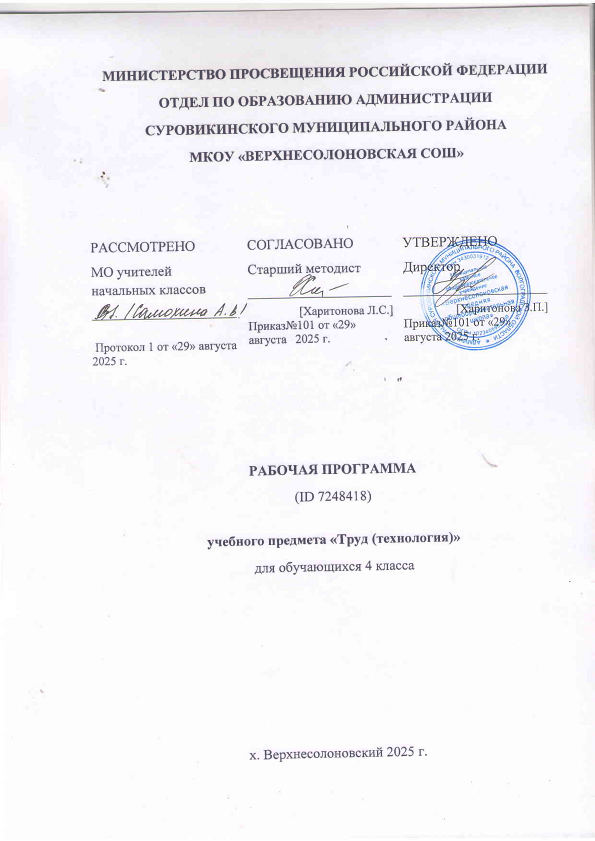 МИНИСТЕРСТВО ПРОСВЕЩЕНИЯ РОССИЙСКОЙ ФЕДЕРАЦИИ
ОТДЕЛ ПО ОБРАЗОВАНИЮ АДМИНИСТРАЦИИ
СУРОВИКИНСКОГО МУНИЦИПАЛЬНОГО РАЙОНА
МКОУ «ВЕРХНЕСОЛОНОВСКАЯ СОШ»
РАССМОТРЕНО
МО учителей
начальных классов
/Самохина А.В/
Протокол 1 от «29» августа
2025 г.
СОГЛАСОВАНО
Старший методист
[Харитонова Л.С.]
Приказ№101 от «29»
августа 2025 г.
УТВЕРЖДЕНО
Директор
[Харитонова З.П.]
Приказ№101 от «29»
августа 2025 г.
РАБОЧАЯ ПРОГРАММА
(ID 7248418)
учебного предмета «Труд (технология)»
для обучающихся 4 класса
х. Верхнесолоновский 2025 г.